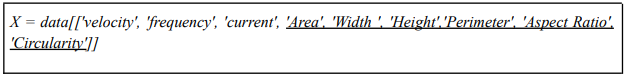 X = data[['velocity', 'frequency', 'current', 'Area', 'Width ', 'Height','Perimeter', 'Aspect Ratio',
'Circularity']]